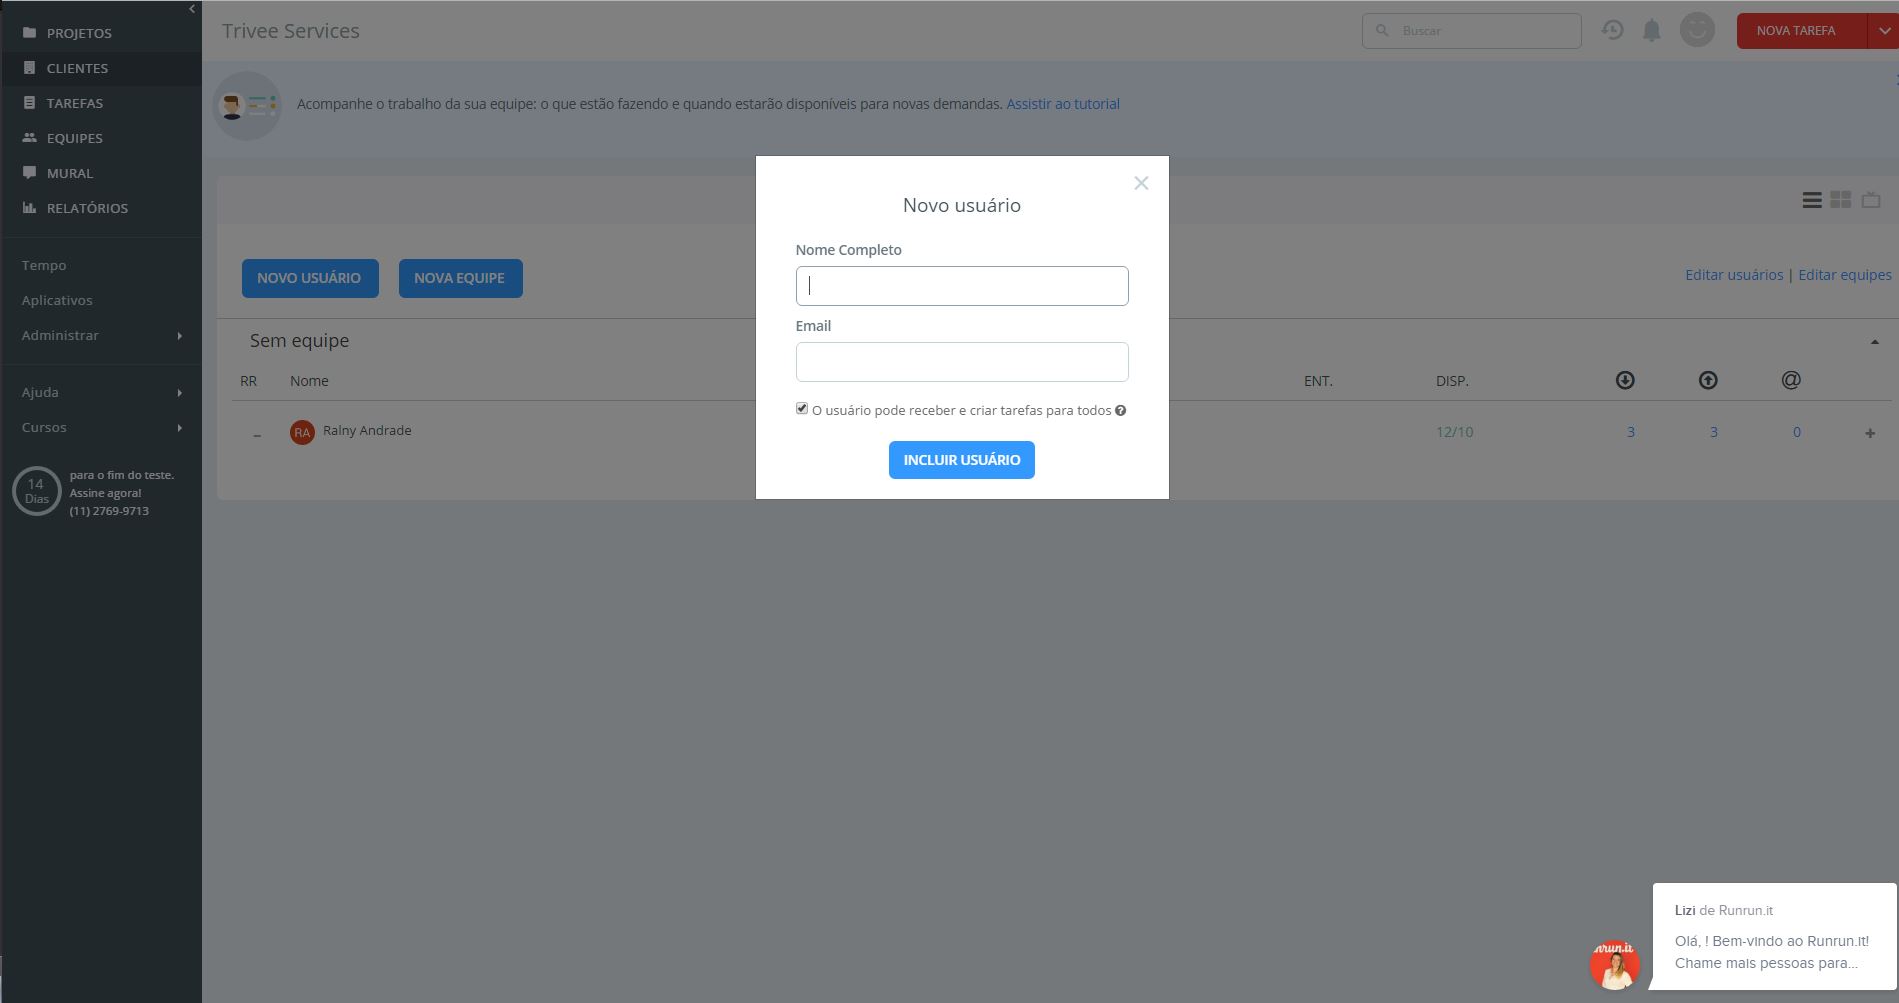 PROJETOS
CLIENTES
TAREFAS
EQUIPES
MURAL
RELATÓRIOS
Tempo
Aplicativos
Administrar
Ajuda
Cursos
14
Dias
para o fim do teste.
Assine agora!
(11) 2769-9713
Trivee Services
Buscar
NOVA TAREFA
Acompanhe o trabalho da sua equipe: o que estão fazendo e quando estarão disponíveis para novas demandas. Assistir ao tutorial
NOVO USUÁRIO
NOVA EQUIPE
Editar usuários | Editar equipes
Sem equipe
RR Nome ENT. DISP. @
– RA Rainy Andrade 12/10 3 3 0 +
Novo usuário
Nome Completo
Email
O usuário pode receber e criar tarefas para todos ?
INCLUIR USUÁRIO
Lizi de Runrun.it
Olá, ! Bem-vindo ao Runrun.it!
Chame mais pessoas para...